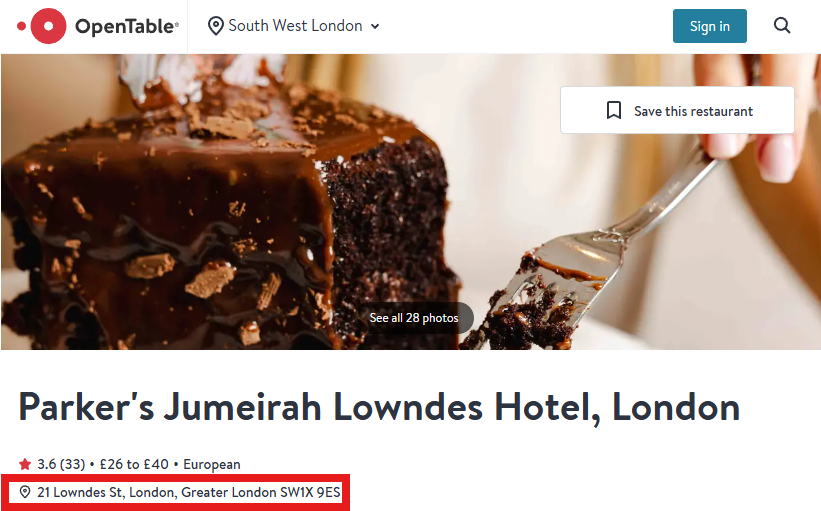 OpenTable®
South West London
Sign in
Save this restaurant
See all 28 photos
Parker's Jumeirah Lowndes Hotel, London
3.6 (33) • £26 to £40 • European
21 Lowndes St, London, Greater London SW1X 9ES